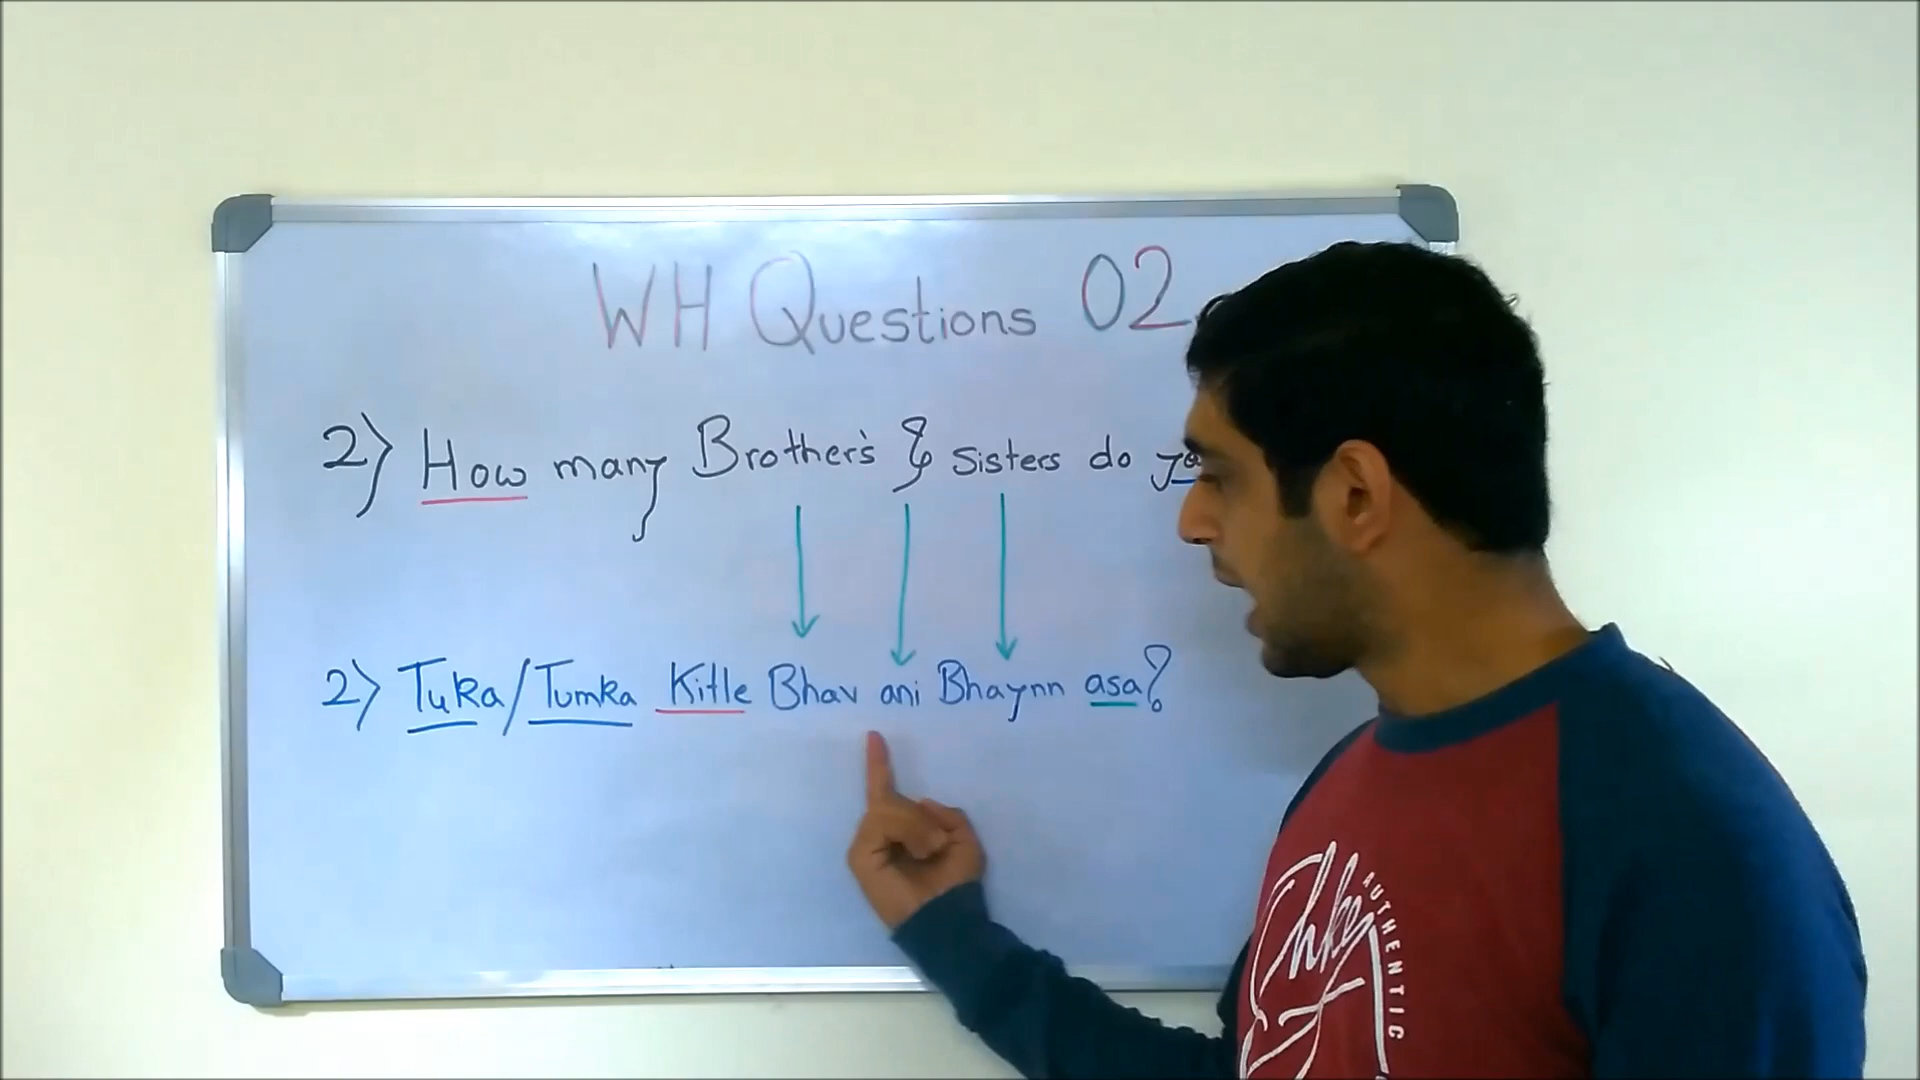 WH Questions 02
2) How many Brother's & sisters do
2) Tuka/Tumka Kitle Bhav ani Bhaynn asa?
AUTHENTIC